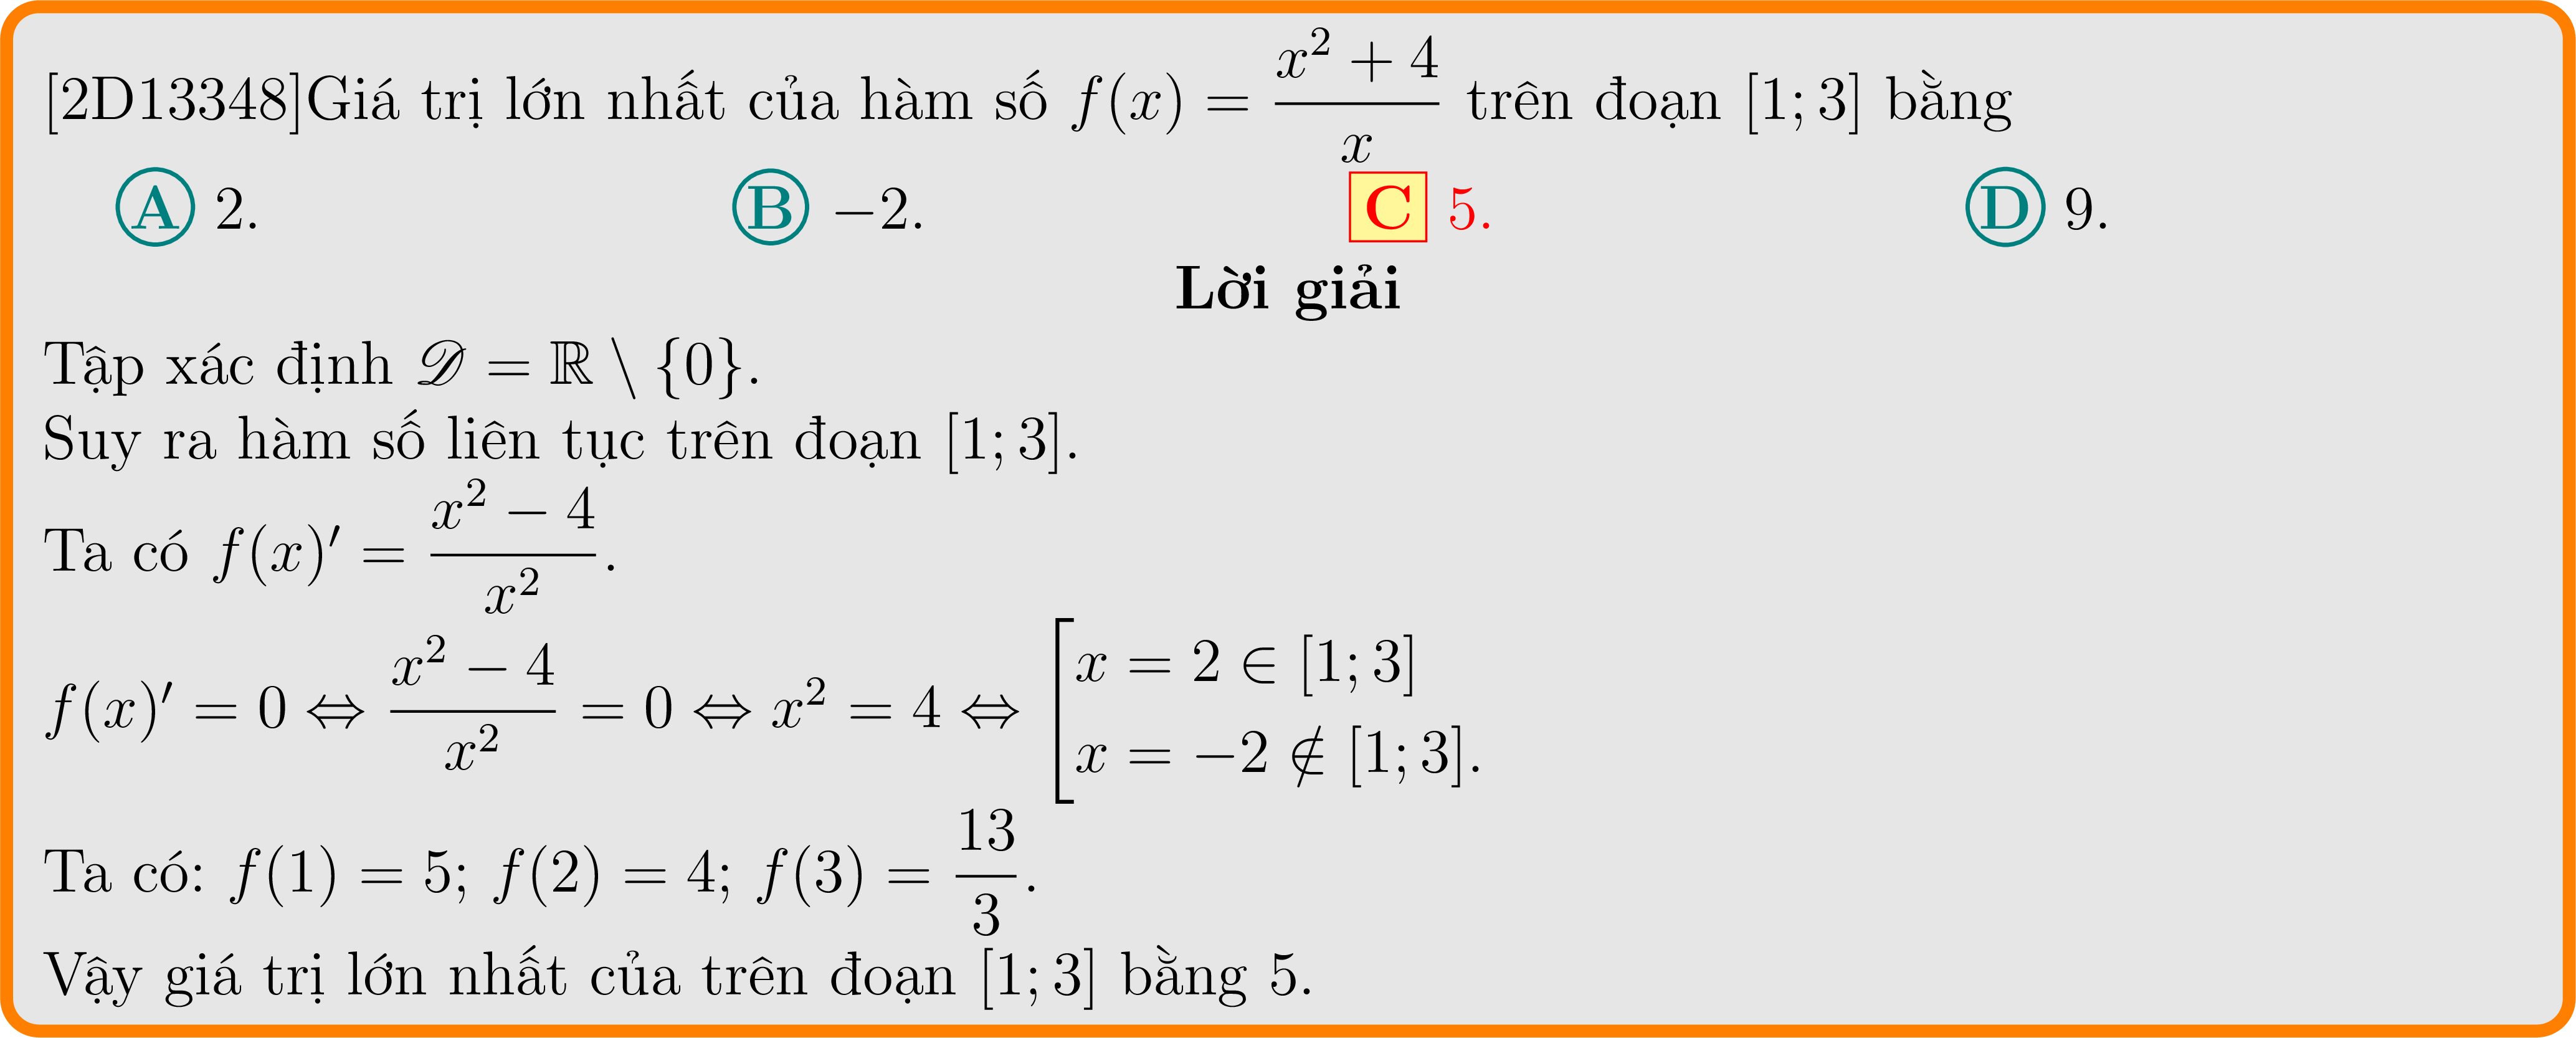 [2D13348]Giá trị lớn nhất của hàm số $f(x) = \dfrac{x^2 + 4}{x}$ trên đoạn $[1; 3]$ bằng
A 2. B −2. C 5. D 9.
Lời giải
Tập xác định $\mathscr{D} = \mathbb{R} \setminus \{0\}$.
Suy ra hàm số liên tục trên đoạn $[1; 3]$.
Ta có $f(x)' = \dfrac{x^2 - 4}{x^2}$.
$f(x)' = 0 \Leftrightarrow \dfrac{x^2 - 4}{x^2} = 0 \Leftrightarrow x^2 = 4 \Leftrightarrow \left[\begin{array}{l} x = 2 \in [1; 3] \\ x = -2 \notin [1; 3]. \end{array}\right.$
Ta có: $f(1) = 5$; $f(2) = 4$; $f(3) = \dfrac{13}{3}$.
Vậy giá trị lớn nhất của trên đoạn $[1; 3]$ bằng 5.